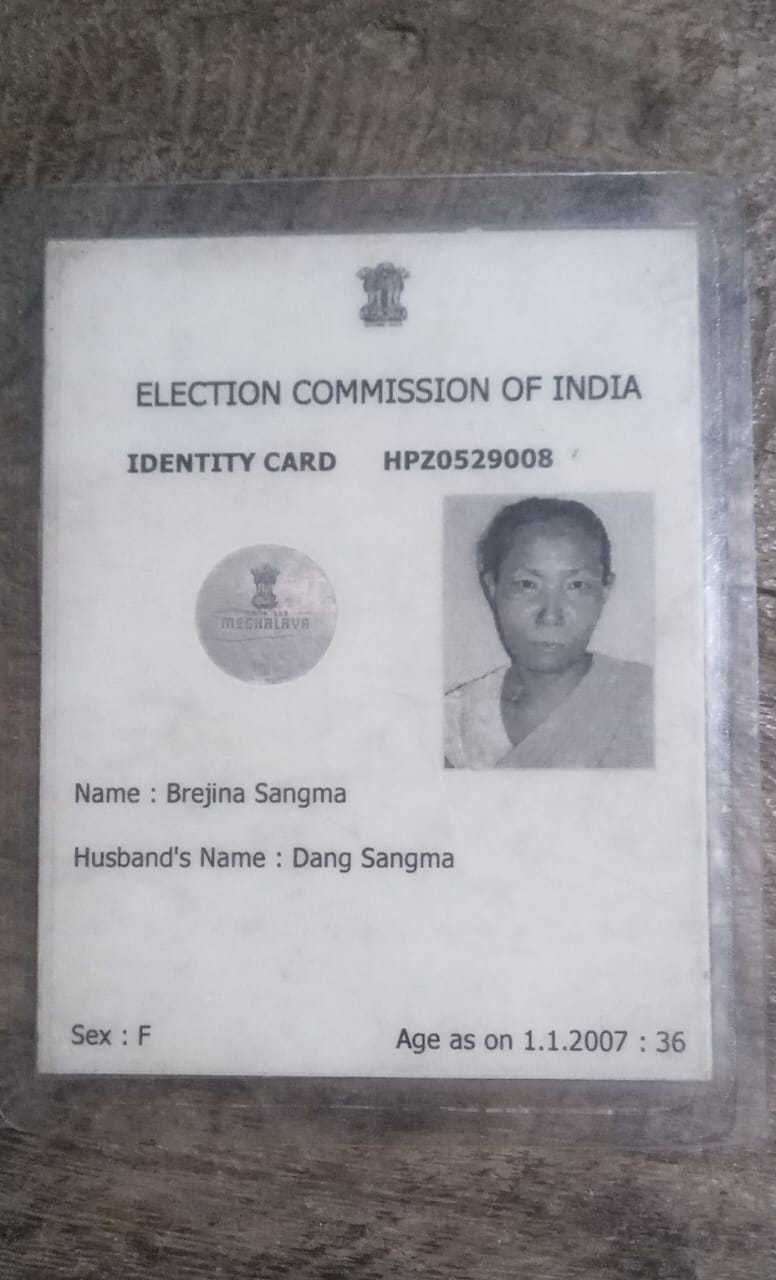 ELECTION COMMISSION OF INDIA
IDENTITY CARD HPZ0529008
MEGHALAYA
Name : Brejina Sangma
Husband's Name : Dang Sangma
Sex : F Age as on 1.1.2007 : 36